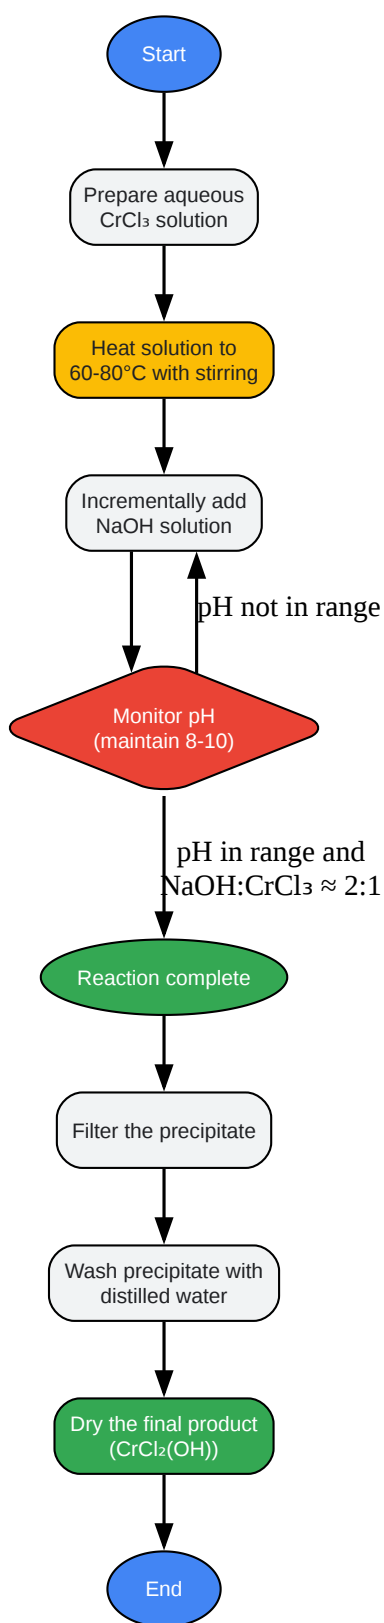 Start
Prepare aqueous
CrCl₃ solution
Heat solution to
60-80°C with stirring
Incrementally add
NaOH solution
pH not in range
Monitor pH
(maintain 8-10)
pH in range and
NaOH:CrCl₃ ≈ 2:1
Reaction complete
Filter the precipitate
Wash precipitate with
distilled water
Dry the final product
(CrCl₂(OH))
End